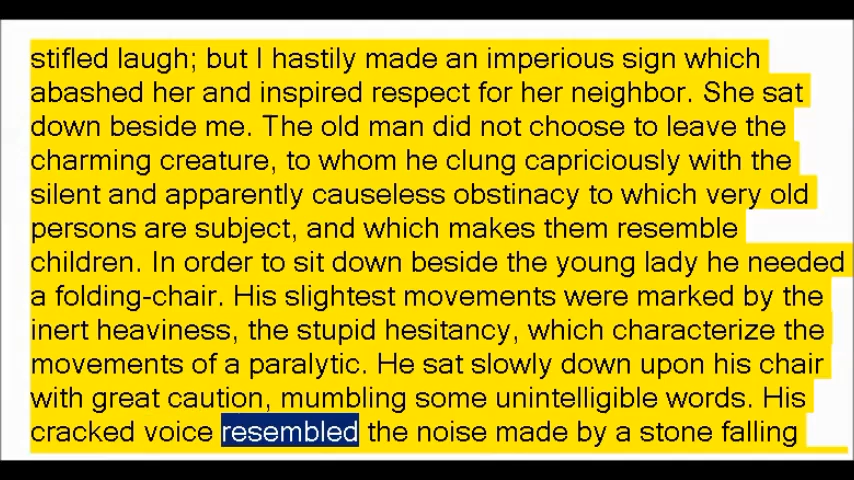 stifled laugh; but I hastily made an imperious sign which
abashed her and inspired respect for her neighbor. She sat
down beside me. The old man did not choose to leave the
charming creature, to whom he clung capriciously with the
silent and apparently causeless obstinacy to which very old
persons are subject, and which makes them resemble
children. In order to sit down beside the young lady he needed
a folding-chair. His slightest movements were marked by the
inert heaviness, the stupid hesitancy, which characterize the
movements of a paralytic. He sat slowly down upon his chair
with great caution, mumbling some unintelligible words. His
cracked voice resembled the noise made by a stone falling